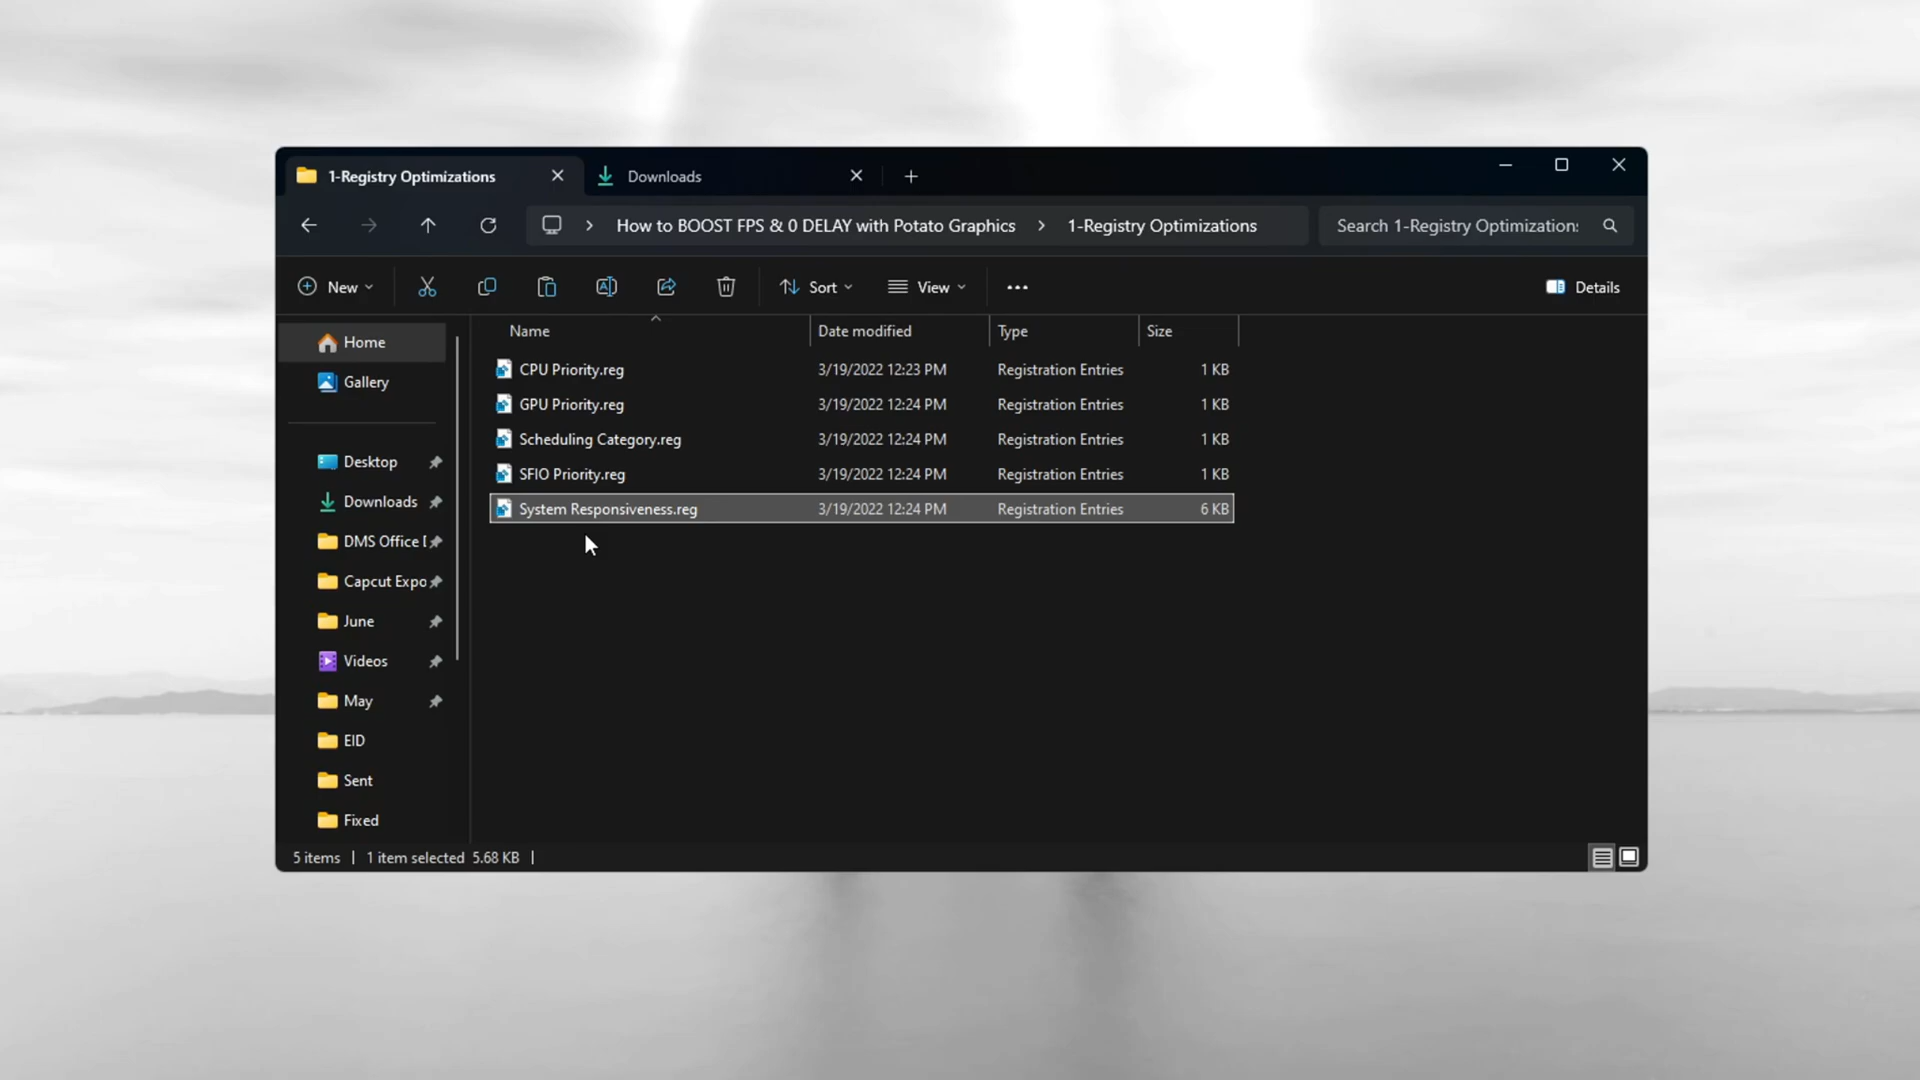 1-Registry Optimizations
Downloads
How to BOOST FPS & 0 DELAY with Potato Graphics
1-Registry Optimizations
Search 1-Registry Optimization:
New
Sort
View
Details
Home
Gallery
Desktop
Downloads
DMS Office D
Capcut Expo
June
Videos
May
EID
Sent
Fixed
Name Date modified Type Size
CPU Priority.reg 3/19/2022 12:23 PM Registration Entries 1 KB
GPU Priority.reg 3/19/2022 12:24 PM Registration Entries 1 KB
Scheduling Category.reg 3/19/2022 12:24 PM Registration Entries 1 KB
SFIO Priority.reg 3/19/2022 12:24 PM Registration Entries 1 KB
System Responsiveness.reg 3/19/2022 12:24 PM Registration Entries 6 KB
5 items 1 item selected 5.68 KB